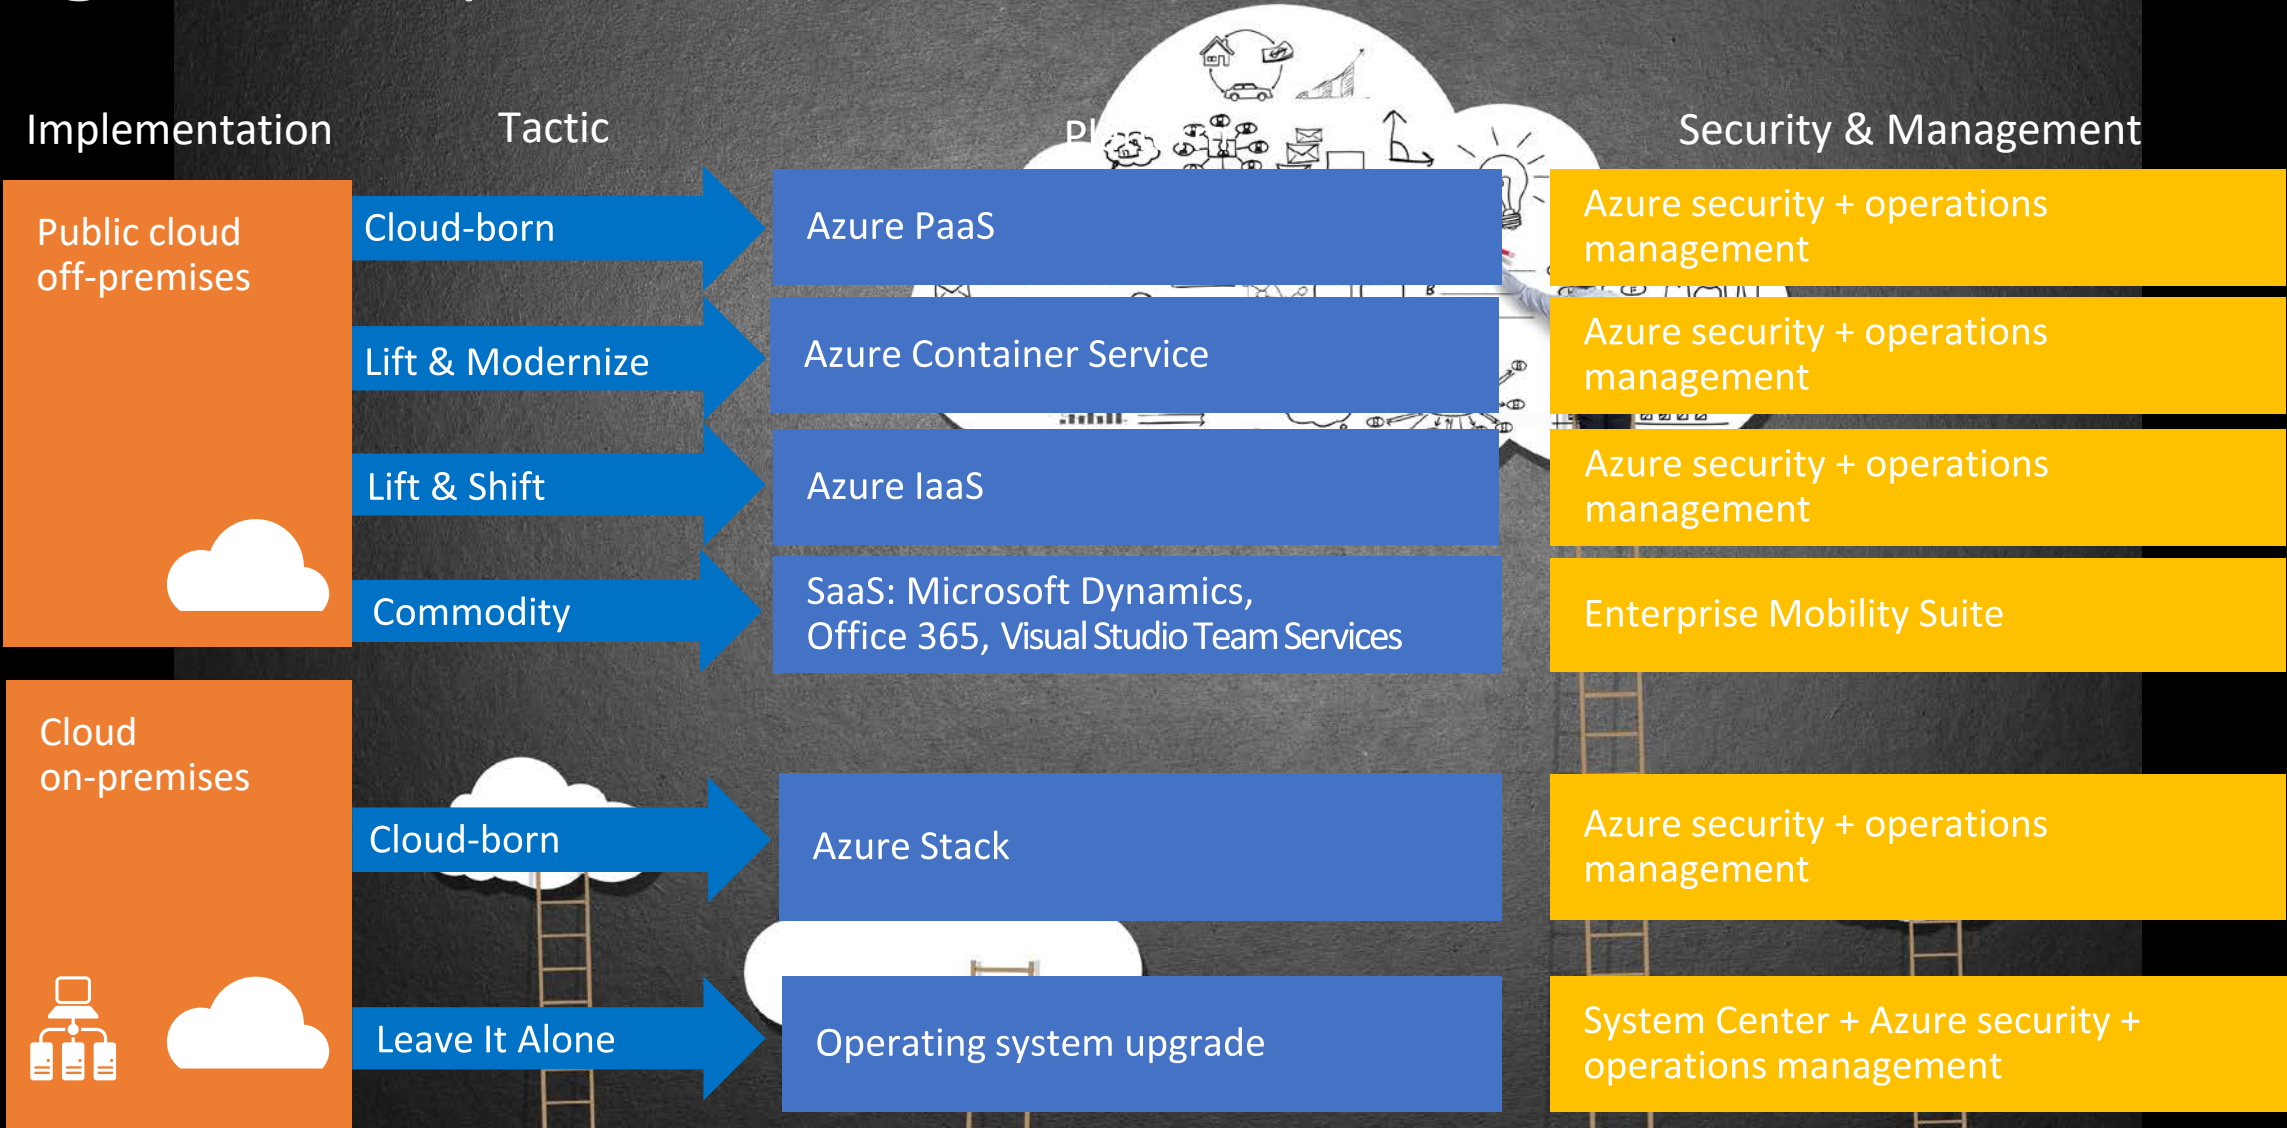 Implementation
Tactic
Security & Management
Public cloud
off-premises
Cloud-born
Azure PaaS
Azure security + operations
management
Lift & Modernize
Azure Container Service
Azure security + operations
management
Lift & Shift
Azure IaaS
Azure security + operations
management
Commodity
SaaS: Microsoft Dynamics,
Office 365, Visual Studio Team Services
Enterprise Mobility Suite
Cloud
on-premises
Cloud-born
Azure Stack
Azure security + operations
management
Leave It Alone
Operating system upgrade
System Center + Azure security +
operations management